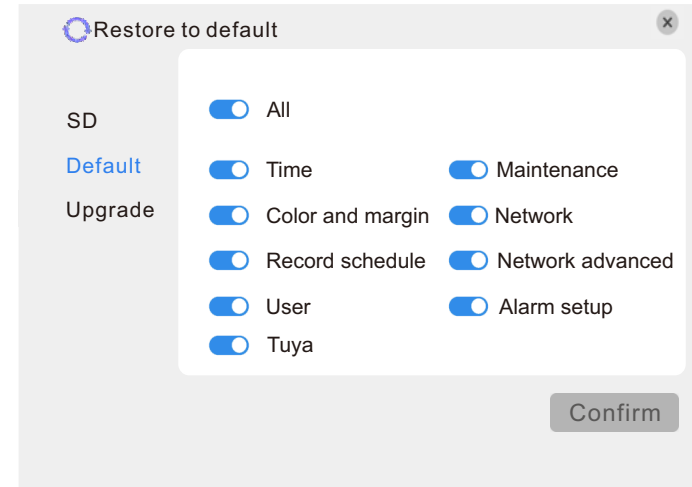 Restore to default
x
SD
Default
Upgrade
All
Time
Maintenance
Color and margin
Network
Record schedule
Network advanced
User
Alarm setup
Tuya
Confirm